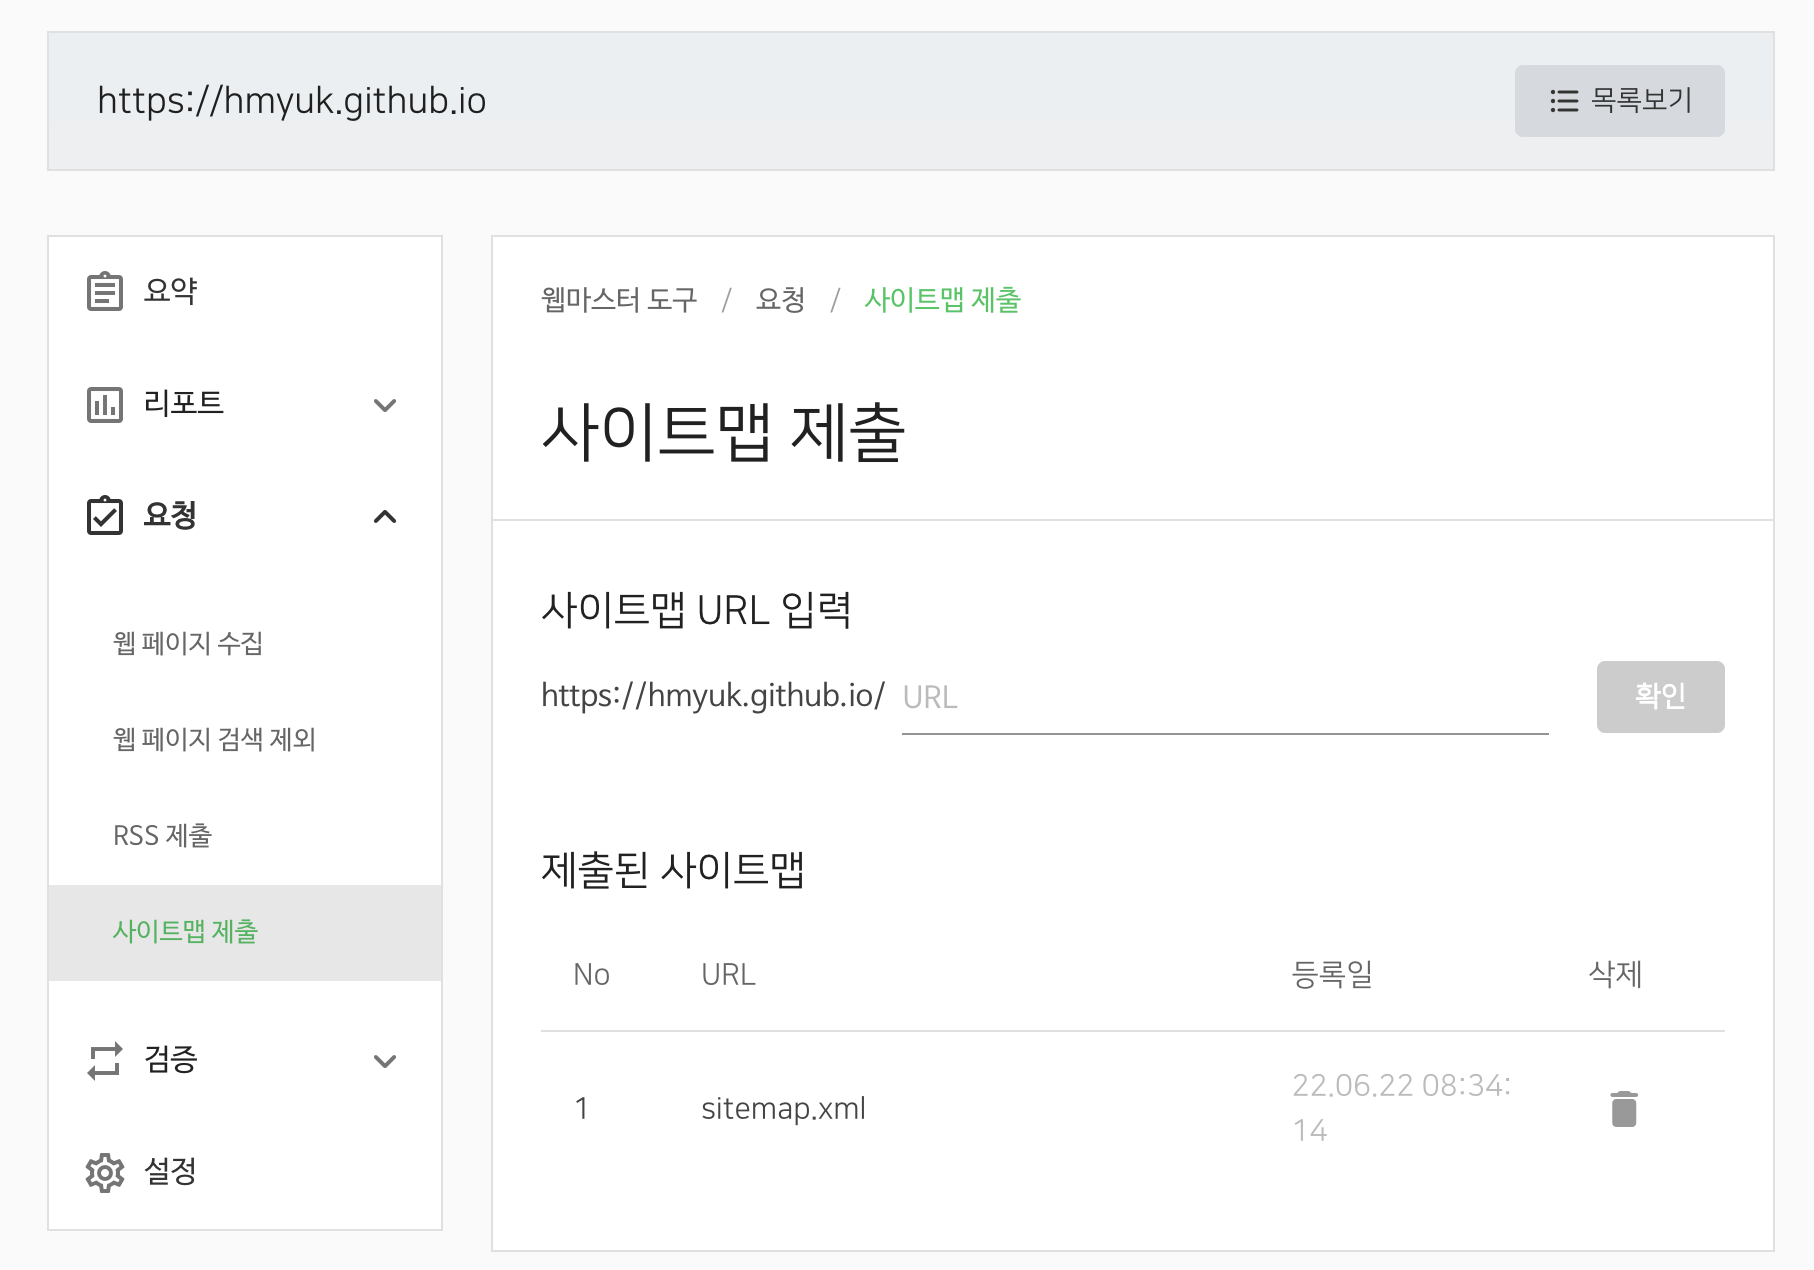 https://hmyuk.github.io
목록보기
요약
리포트
요청
웹 페이지 수집
웹 페이지 검색 제외
RSS 제출
사이트맵 제출
검증
설정
웹마스터 도구 / 요청 / 사이트맵 제출
사이트맵 제출
사이트맵 URL 입력
https://hmyuk.github.io/ URL
확인
제출된 사이트맵
No URL 등록일 삭제
1 sitemap.xml 22.06.22 08:34:
14